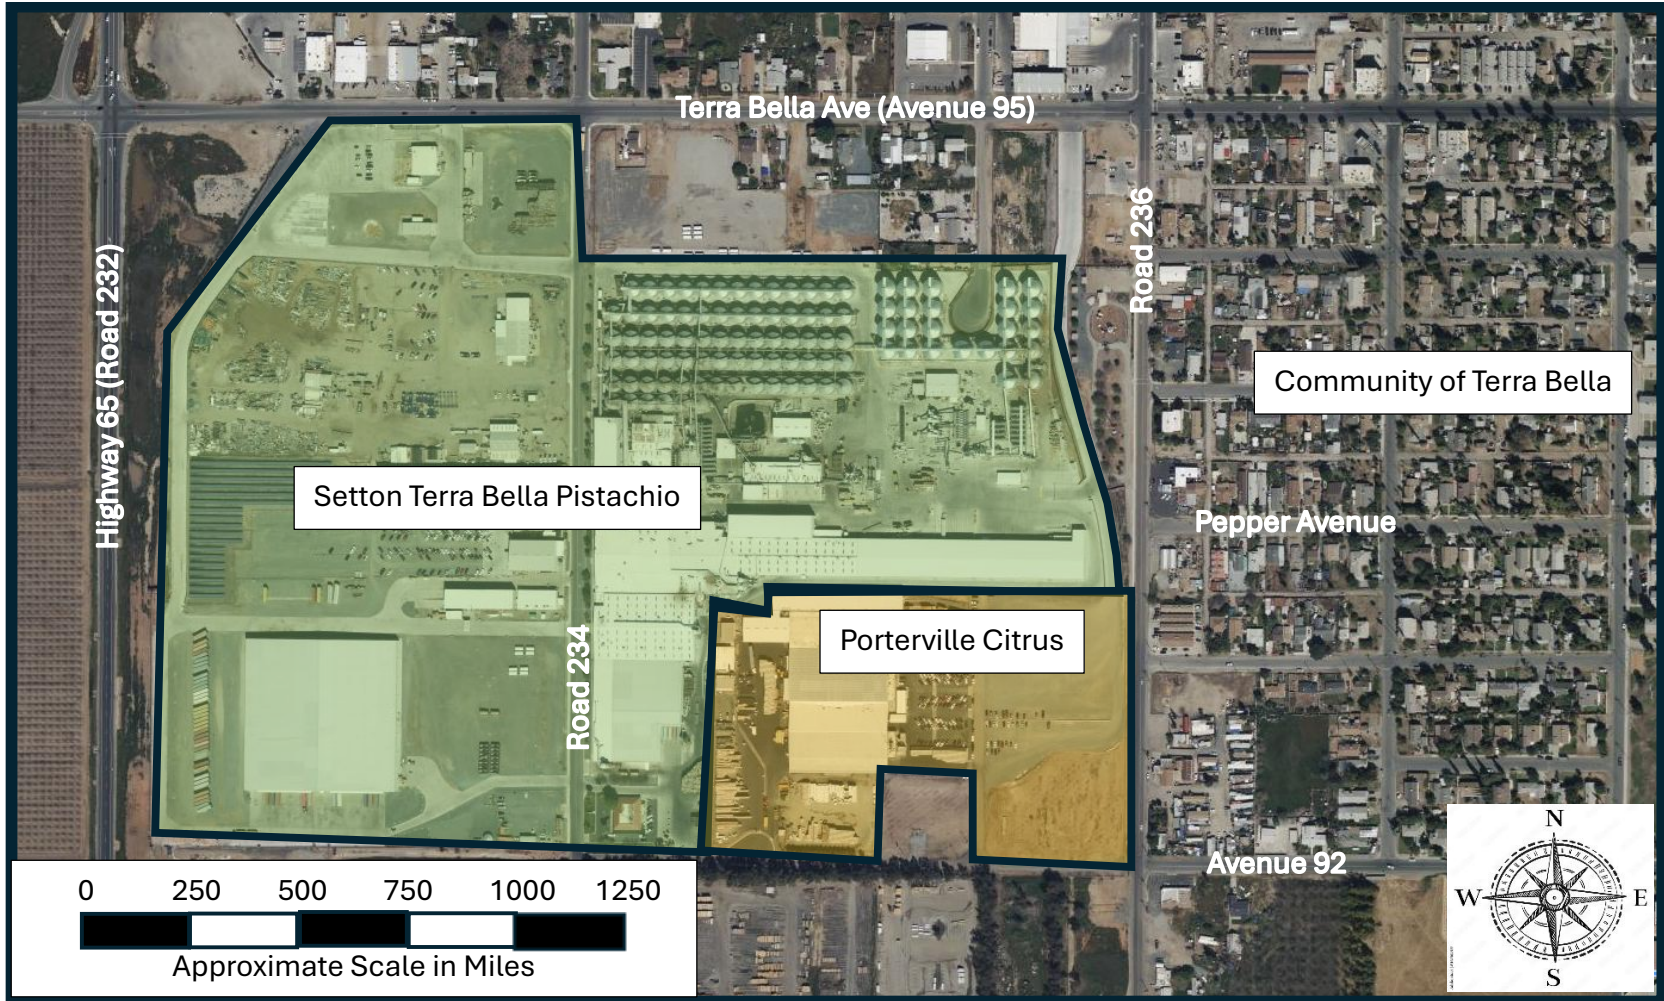 Terra Bella Ave (Avenue 95)
Highway 65 (Road 232)
Road 236
Community of Terra Bella
Setton Terra Bella Pistachio
Pepper Avenue
Porterville Citrus
Road 234
Avenue 92
0 250 500 750 1000 1250
Approximate Scale in Miles
N
W E
S